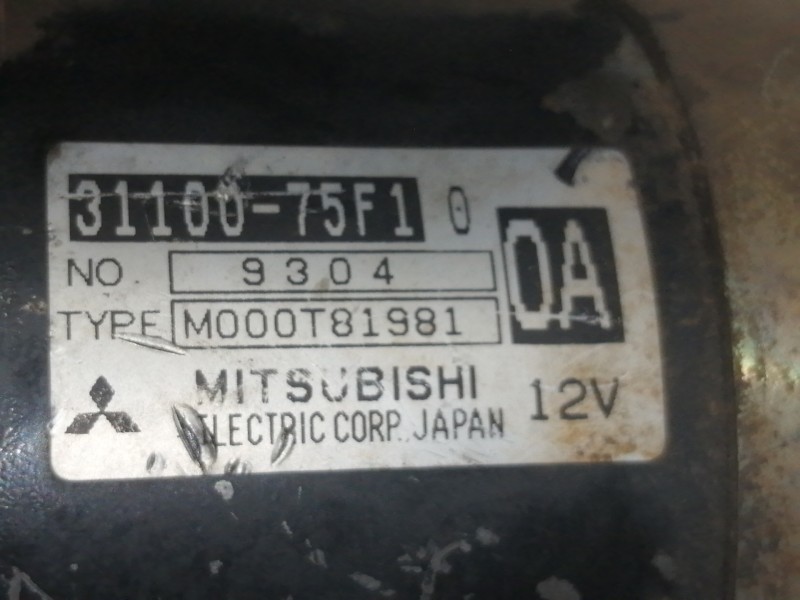 31100-75F1 0
0A
NO 9304
TYPE M000T81981
MITSUBISHI
ELECTRIC CORP. JAPAN
12V